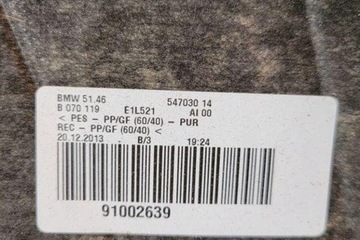 BMW 51.46 547030 14
B 070 119 E1L521 AI 00
< PES - PP/GF (60/40) - PUR
REC - PP/GF (60/40) <
20.12.2013 . B/3 19:24
91002639